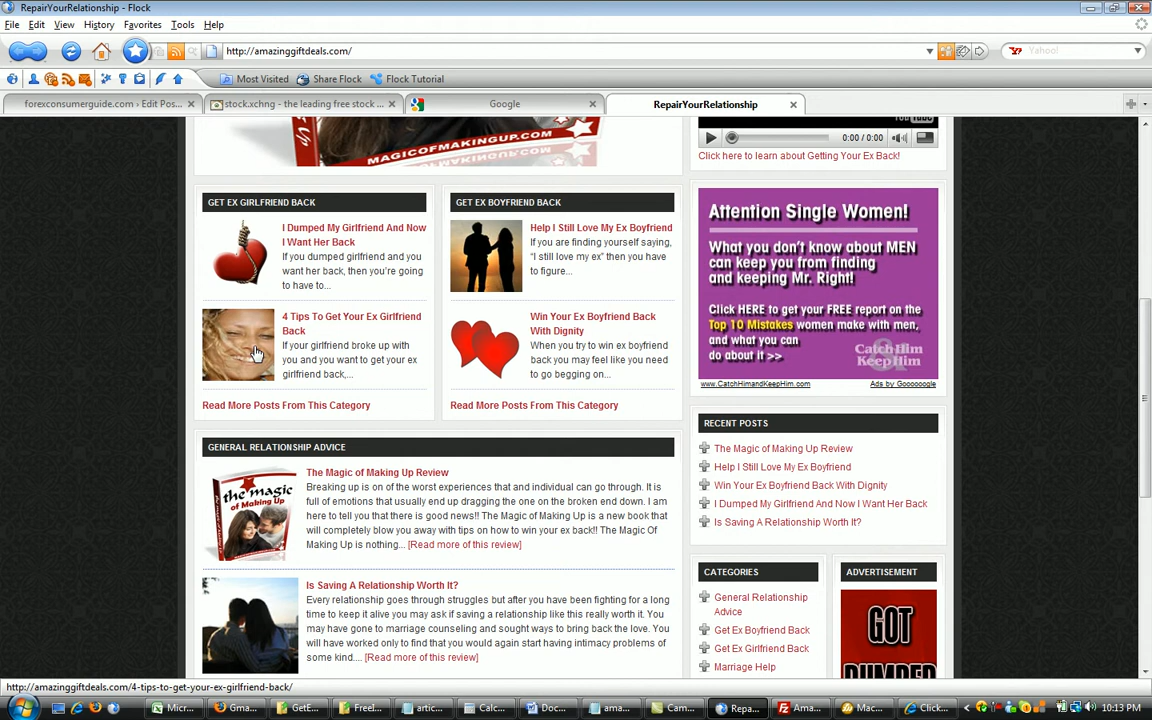 RepairYourRelationship - Flock
File Edit View History Favorites Tools Help
http://amazinggiftdeals.com/
Yahoo!
Most Visited Share Flock Flock Tutorial
forexconsumerguide.com › Edit Pos...
stock.xchng - the leading free stock ...
Google
RepairYourRelationship
MAGICOFMAKINGUP.COM
0:00 / 0:00
Click here to learn about Getting Your Ex Back!
GET EX GIRLFRIEND BACK
I Dumped My Girlfriend And Now
I Want Her Back
If you dumped girlfriend and you
want her back, then you're going
to have to...
4 Tips To Get Your Ex Girlfriend
Back
If your girlfriend broke up with
you and you want to get your ex
girlfriend back,...
Read More Posts From This Category
GET EX BOYFRIEND BACK
Help I Still Love My Ex Boyfriend
If you are finding yourself saying,
“I still love my ex” then you have
to figure...
Win Your Ex Boyfriend Back
With Dignity
When you try to win ex boyfriend
back you may feel like you need
to go begging on...
Read More Posts From This Category
Attention Single Women!
What you don't know about MEN
can keep you from finding
and keeping Mr. Right!
Click HERE to get your FREE report on the
Top 10 Mistakes women make with men,
and what you can
do about it >>
Catch Him
& Keep Him
www.CatchHimandKeepHim.com
Ads by Goooooogle
GENERAL RELATIONSHIP ADVICE
the magic
of Making Up
The Magic of Making Up Review
Breaking up is on of the worst experiences that and individual can go through. It is
full of emotions that usually end up dragging the one on the broken end down. I am
here to tell you that there is good news!! The Magic of Making Up is a new book that
will completely blow you away with tips on how to win your ex back!! The Magic Of
Making Up is nothing... [Read more of this review]
Is Saving A Relationship Worth It?
Every relationship goes through struggles but after you have been fighting for a long
time to keep it alive you may ask if saving a relationship like this really worth it. You
may have gone to marriage counseling and sought ways to bring back the love. You
will have worked only to find that you would again start having intimacy problems of
some kind.... [Read more of this review]
RECENT POSTS
The Magic of Making Up Review
Help I Still Love My Ex Boyfriend
Win Your Ex Boyfriend Back With Dignity
I Dumped My Girlfriend And Now I Want Her Back
Is Saving A Relationship Worth It?
CATEGORIES
General Relationship
Advice
Get Ex Boyfriend Back
Get Ex Girlfriend Back
Marriage Help
ADVERTISEMENT
GOT
DUMPED
http://amazinggiftdeals.com/4-tips-to-get-your-ex-girlfriend-back/
Micr... Gma... GetE... FreeI... artic... Calc... Doc... ama... Cam... Repa... Ama... Mac... Click... 10:13 PM